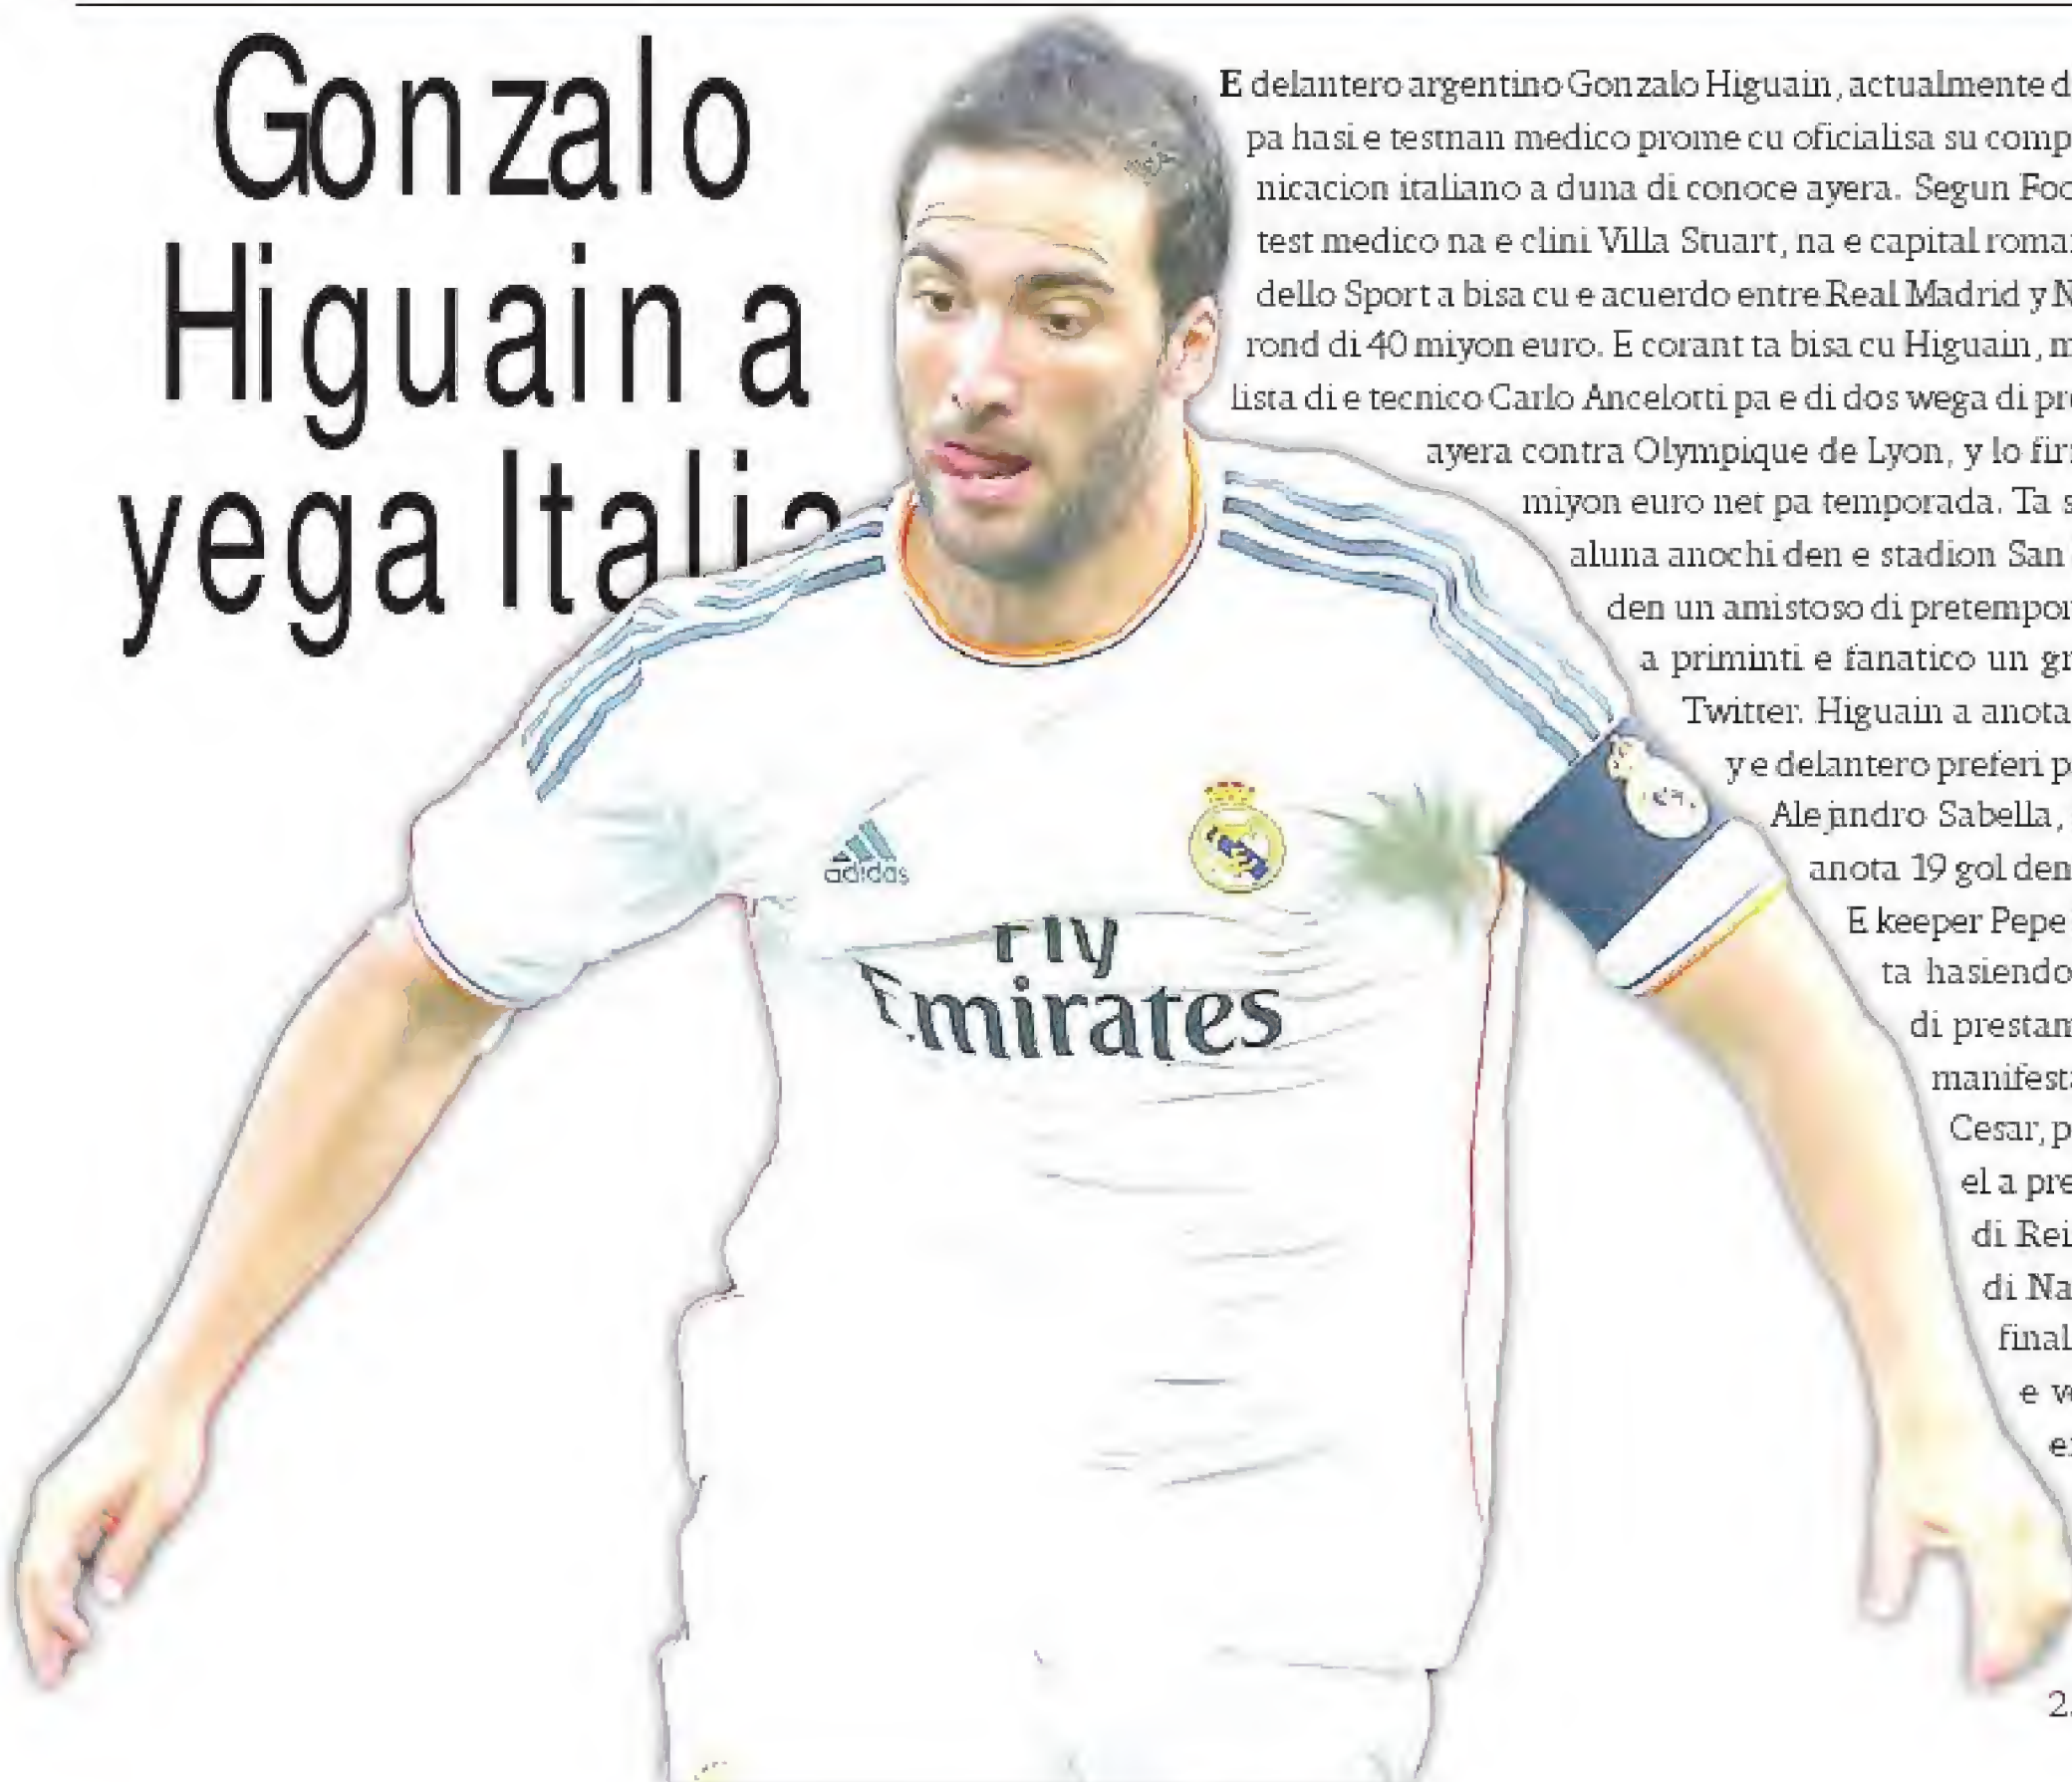 Gonzalo
Higuain a
yega Italia
E delantero argentino Gonzalo Higuain, actualmente d
pa hasi e testnan medico prome cu oficialisa su comp
nicacion italiano a duna di conoce ayera. Segun Foo
test medico na e clini Villa Stuart, na e capital roma
dello Sport a bisa cu e acuerdo entre Real Madrid y N
rond di 40 miyon euro. E corant ta bisa cu Higuain, m
lista di e tecnico Carlo Ancelotti pa e di dos wega di pr
ayera contra Olympique de Lyon, y lo fir
miyon euro net pa temporada. Ta s
aluna anochi den e stadion San
den un amistoso di pretempor
a priminti e fanatico un gr
Twitter. Higuain a anota
y e delantero preferi p
Alejandro Sabella,
anota 19 gol den
E keeper Pepe
ta hasiendo
di prestam
manifest
Cesar, p
el a pre
di Rei
di Na
final
e v
e
2
adidas
Fly
Emirates